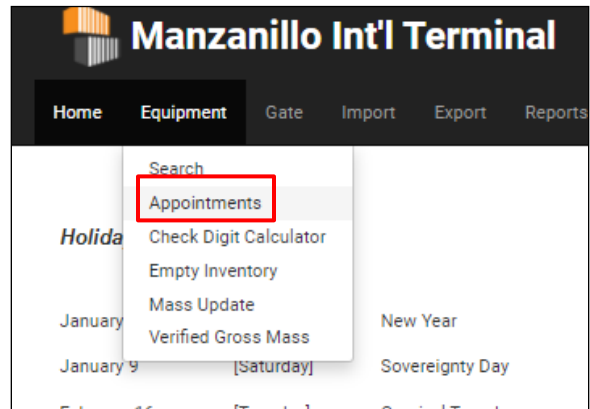 Manzanillo Int'l Terminal
Home Equipment Gate Import Export Reports
Search
Appointments
Holida
Check Digit Calculator
Empty Inventory
Mass Update
January New Year
Verified Gross Mass
January 9 [Saturday] Sovereignty Day